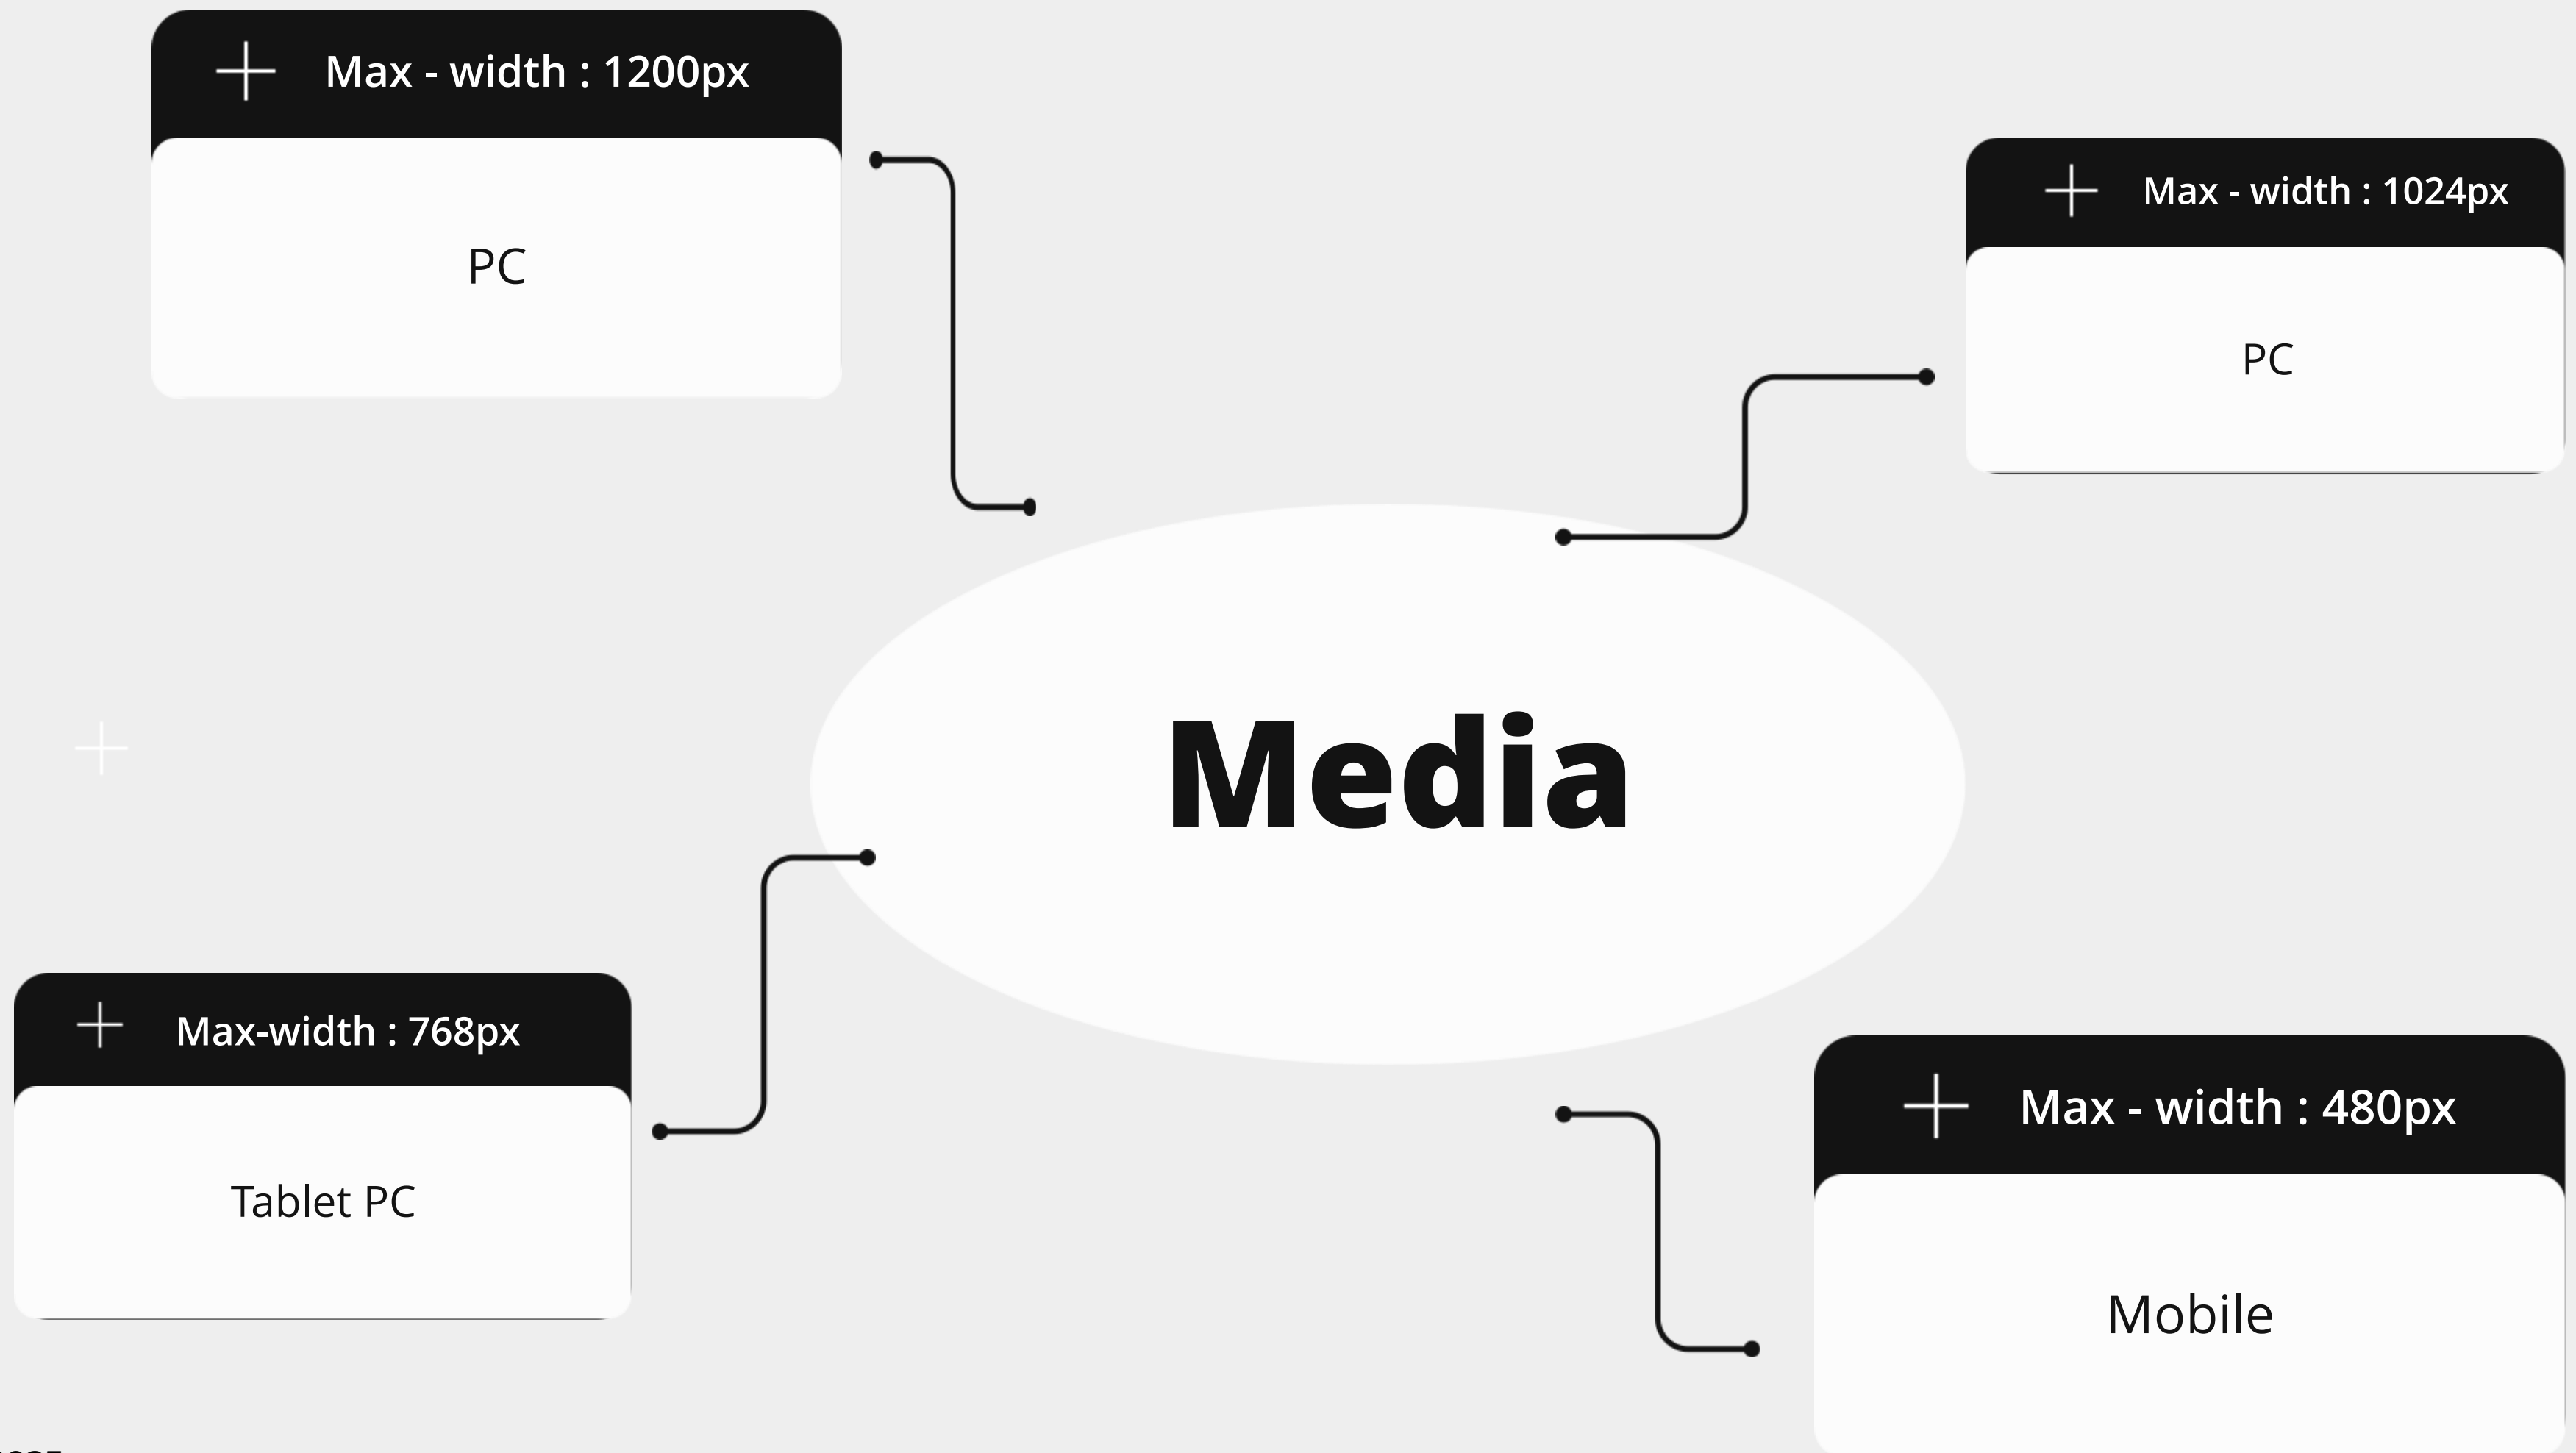 Max - width : 1200px
PC
Max - width : 1024px
PC
Media
Max-width : 768px
Tablet PC
Max - width : 480px
Mobile